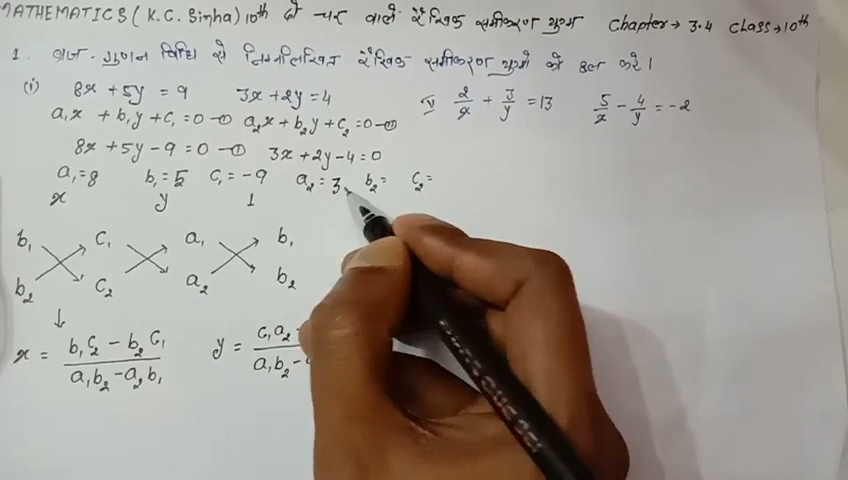 MATHEMATICS (K.C. Sinha) 10th दो चर वाले रैखिक समीकरण युग्म Chapter → 3.4 Class → 10th
1. वज्र-गुणन विधि से निम्नलिखित रैखिक समीकरण युग्मों को हल करें।
(i) 8x + 5y = 9 3x + 2y = 4 2/x + 3/y = 13 5/x - 4/y = -2
a₁x + b₁y + c₁ = 0 —① a₂x + b₂y + c₂ = 0 —②
8x + 5y - 9 = 0 —① 3x + 2y - 4 = 0
a₁ = 8 b₁ = 5 c₁ = -9 a₂ = 3 b₂ = c₂ =
x y 1
b₁ c₁ a₁ b₁
b₂ c₂ a₂ b₂
↓
x = b₁c₂ - b₂c₁ / a₁b₂ - a₂b₁ y = c₁a₂ - / a₁b₂ -